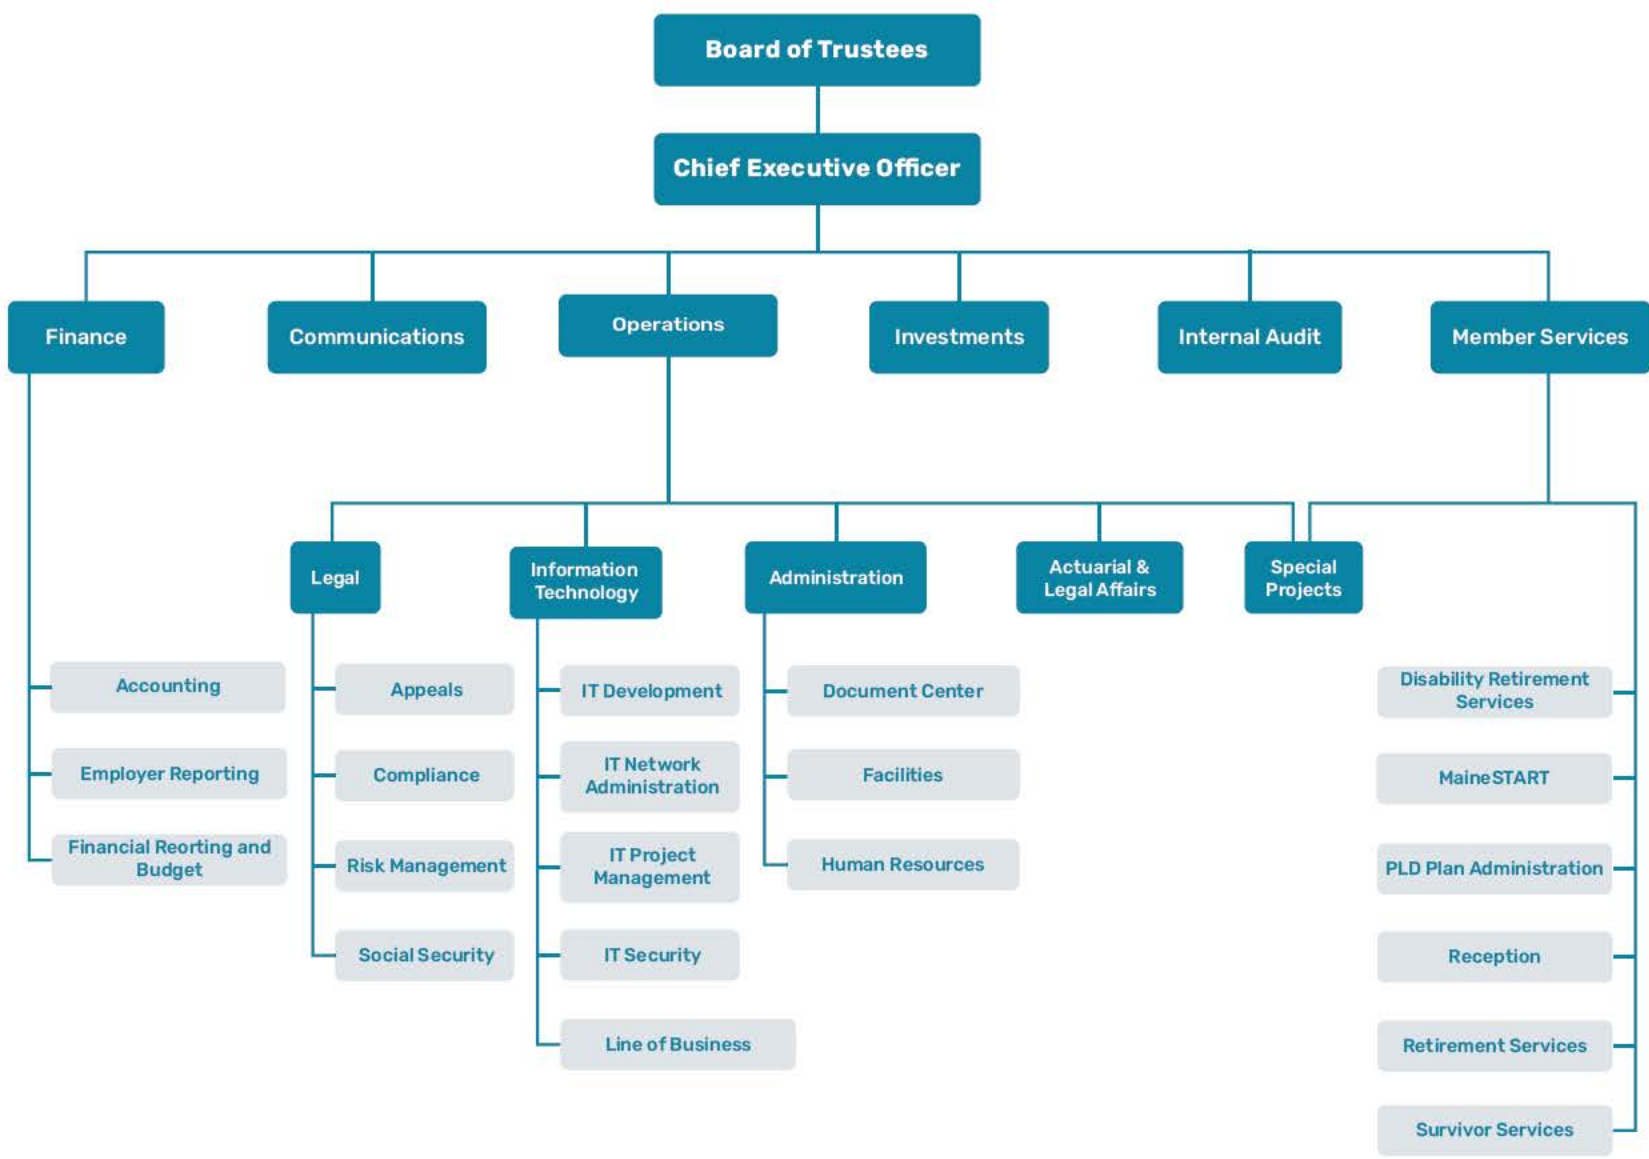 Board of Trustees
Chief Executive Officer
Finance
Communications
Operations
Investments
Internal Audit
Member Services
Legal
Information
Technology
Administration
Actuarial &
Legal Affairs
Special
Projects
Accounting
Employer Reporting
Financial Reorting and
Budget
Appeals
Compliance
Risk Management
Social Security
IT Development
IT Network
Administration
IT Project
Management
IT Security
Line of Business
Document Center
Facilities
Human Resources
Disability Retirement
Services
MaineSTART
PLD Plan Administration
Reception
Retirement Services
Survivor Services